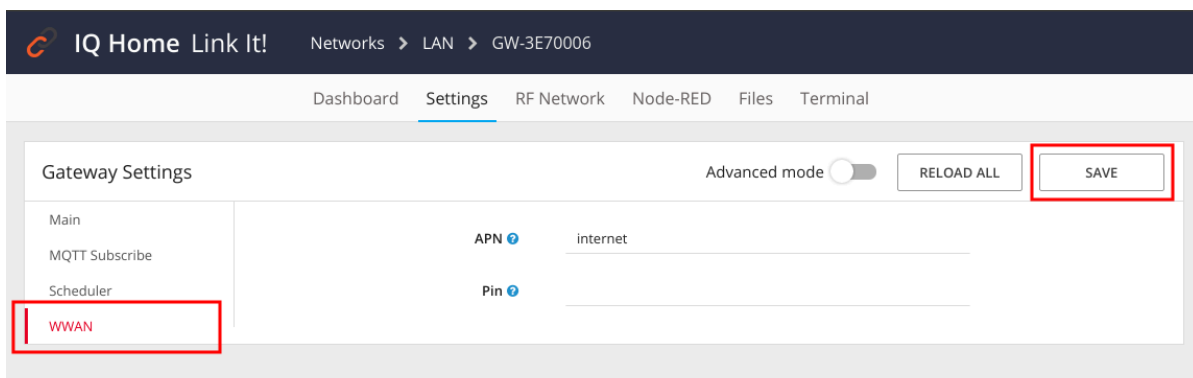 IQ Home Link It! Networks > LAN > GW-3E70006
Dashboard Settings RF Network Node-RED Files Terminal
Gateway Settings Advanced mode RELOAD ALL SAVE
Main
MQTT Subscribe
Scheduler
WWAN
APN ? internet
Pin ?